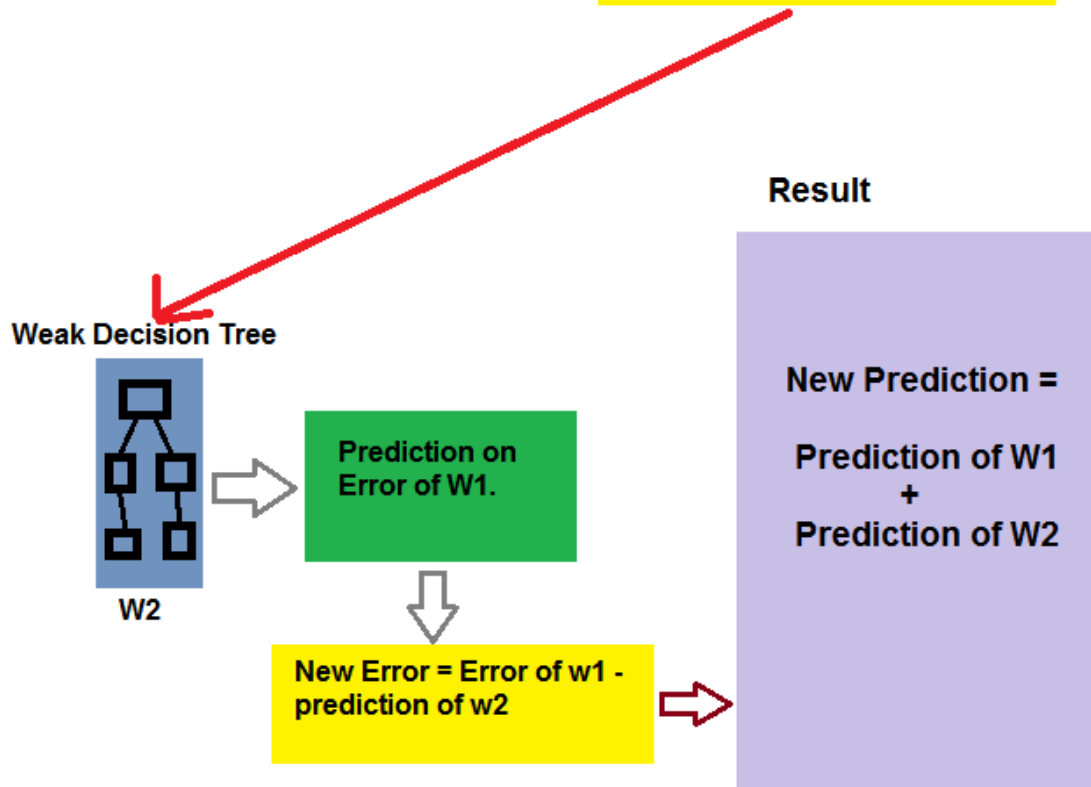 Result
Weak Decision Tree
New Prediction =
Prediction of W1
+
Prediction of W2
Prediction on
Error of W1.
W2
New Error = Error of w1 -
prediction of w2